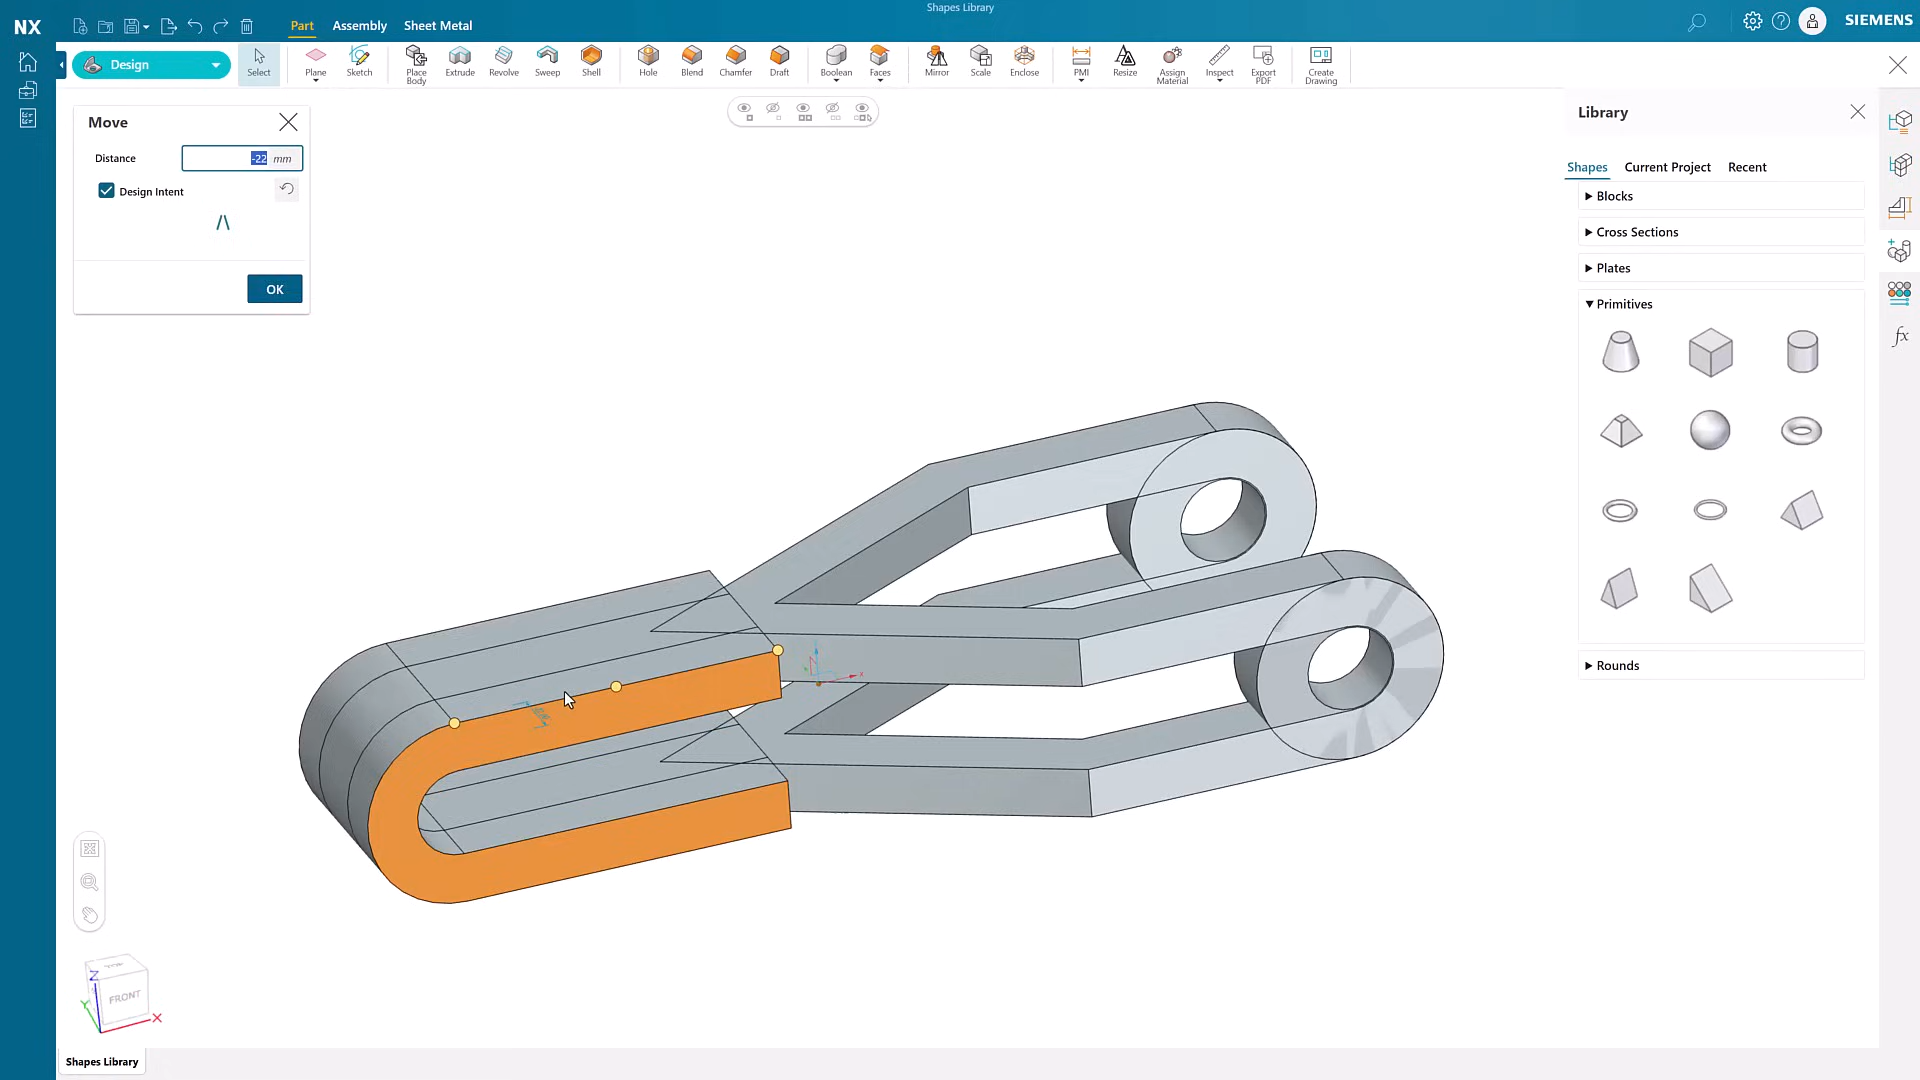 Shapes Library
NX
Part
Assembly
Sheet Metal
SIEMENS
Design
Select
Plane
Sketch
Place
Body
Extrude
Revolve
Sweep
Shell
Hole
Blend
Chamfer
Draft
Boolean
Faces
Mirror
Scale
Enclose
PMI
Resize
Assign
Material
Inspect
Export
PDF
Create
Drawing
Move
Distance
-22 mm
Design Intent
OK
Library
Shapes
Current Project
Recent
Blocks
Cross Sections
Plates
Primitives
Rounds
fx
TOP
FRONT
Z
Y
X
Shapes Library